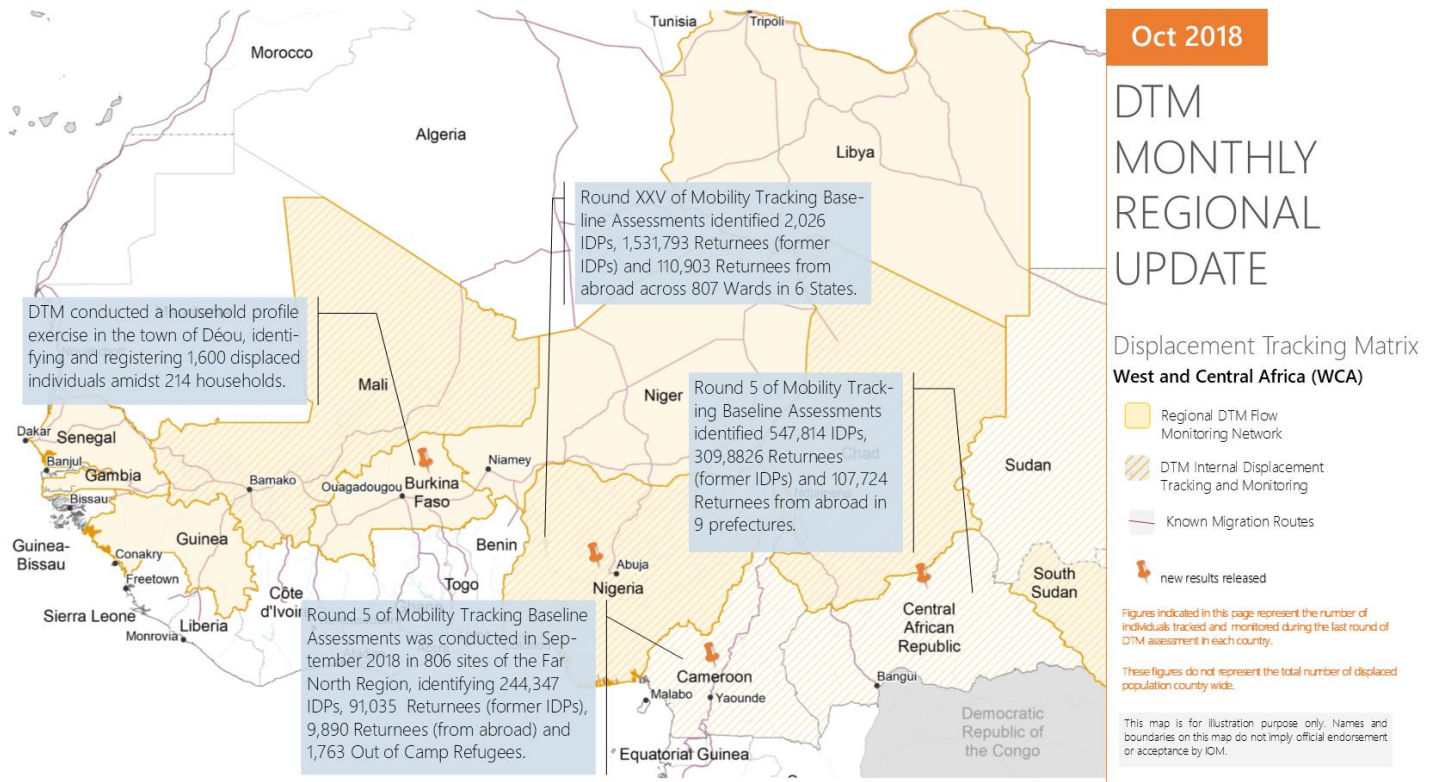 Oct 2018
DTM
MONTHLY
REGIONAL
UPDATE
Displacement Tracking Matrix
West and Central Africa (WCA)
Regional DTM Flow
Monitoring Network
DTM Internal Displacement
Tracking and Monitoring
Known Migration Routes
new results released
Figures indicated in this page represent the number of
individuals tracked and monitored during the last round of
DTM assessment in each country.
These figures do not represent the total number of displaced
population country wide.
This map is for illustration purpose only. Names and
boundaries on this map do not imply official endorsement
or acceptance by IOM.
Tunisia
Tripoli
Morocco
Algeria
Libya
Round XXV of Mobility Tracking Base-
line Assessments identified 2,026
IDPs, 1,531,793 Returnees (former
IDPs) and 110,903 Returnees from
abroad across 807 Wards in 6 States.
DTM conducted a household profile
exercise in the town of Déou, identi-
fying and registering 1,600 displaced
individuals amidst 214 households.
Mali
Niger
Round 5 of Mobility Track-
ing Baseline Assessments
identified 547,814 IDPs,
309,8826 Returnees
(former IDPs) and 107,724
Returnees from abroad in
9 prefectures.
Chad
Sudan
Dakar
Senegal
Banjul
Gambia
Bissau
Guinea-
Bissau
Guinea
Conakry
Freetown
Sierra Leone
Monrovia
Liberia
Bamako
Ouagadougou
Burkina
Faso
Niamey
Benin
Togo
Côte
d'Ivoir
Abuja
Nigeria
Round 5 of Mobility Tracking Baseline
Assessments was conducted in Sep-
tember 2018 in 806 sites of the Far
North Region, identifying 244,347
IDPs, 91,035 Returnees (former IDPs),
9,890 Returnees (from abroad) and
1,763 Out of Camp Refugees.
Cameroon
Malabo
Yaounde
Equatorial Guinea
Central
African
Republic
Bangui
South
Sudan
Democratic
Republic of
the Congo